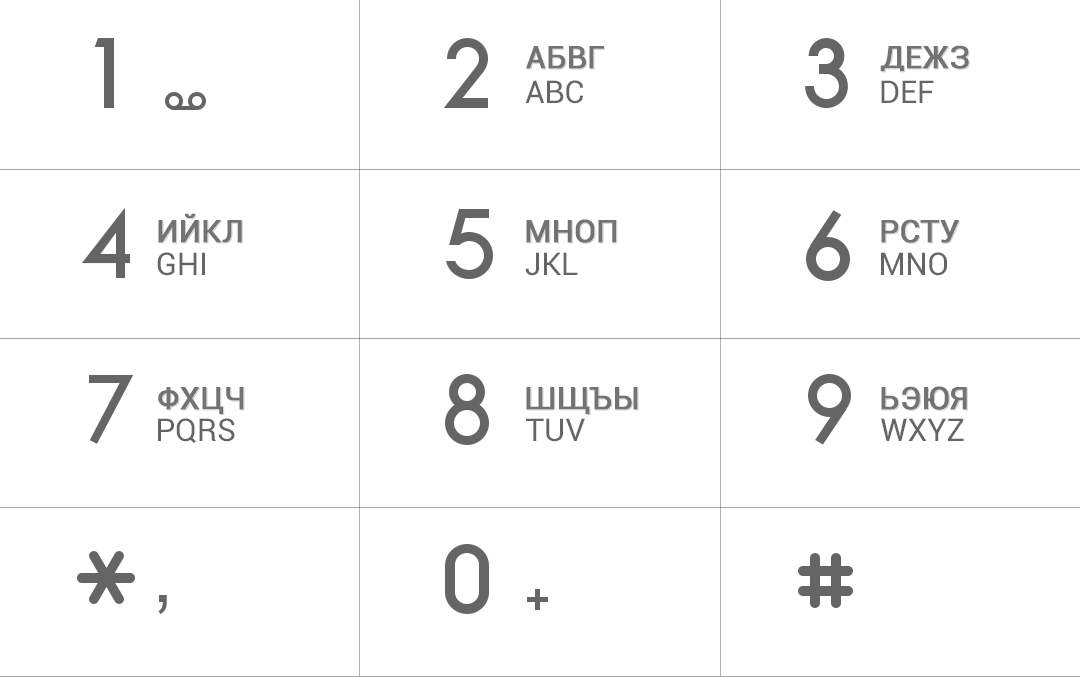 1
2 АБВГ
ABC
3 ДЕЖЗ
DEF
4 ИЙКЛ
GHI
5 МНОП
JKL
6 РСТУ
MNO
7 ФХЦЧ
PQRS
8 ШЩЪЫ
TUV
9 ЬЭЮЯ
WXYZ
* ,
0 +
#